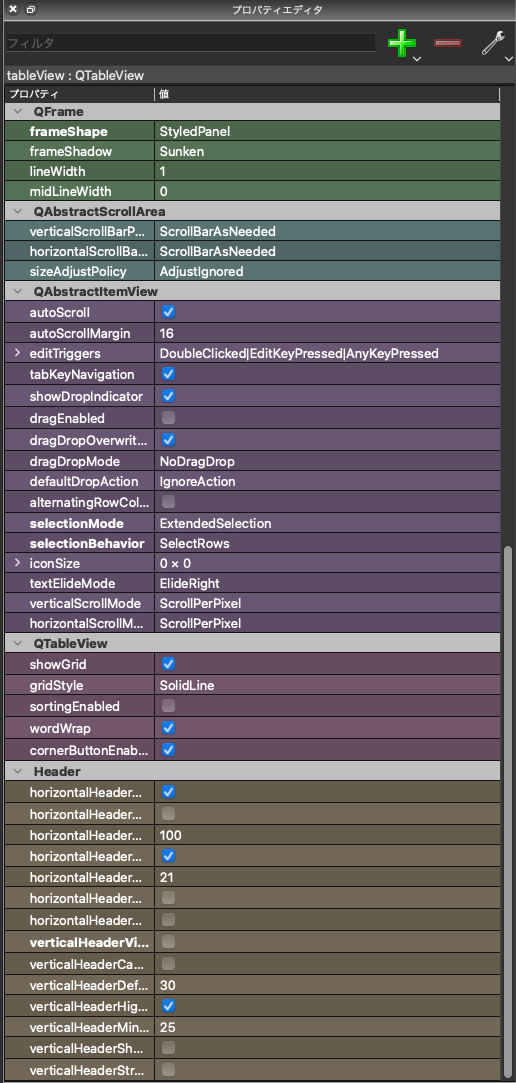 プロパティエディタ
フィルタ
tableView : QTableView
プロパティ 値
QFrame
frameShape StyledPanel
frameShadow Sunken
lineWidth 1
midLineWidth 0
QAbstractScrollArea
verticalScrollBarP... ScrollBarAsNeeded
horizontalScrollBa... ScrollBarAsNeeded
sizeAdjustPolicy AdjustIgnored
QAbstractItemView
autoScroll
autoScrollMargin 16
editTriggers DoubleClicked|EditKeyPressed|AnyKeyPressed
tabKeyNavigation
showDropIndicator
dragEnabled
dragDropOverwrit...
dragDropMode NoDragDrop
defaultDropAction IgnoreAction
alternatingRowCol...
selectionMode ExtendedSelection
selectionBehavior SelectRows
iconSize 0 × 0
textElideMode ElideRight
verticalScrollMode ScrollPerPixel
horizontalScrollM... ScrollPerPixel
QTableView
showGrid
gridStyle SolidLine
sortingEnabled
wordWrap
cornerButtonEnab...
Header
horizontalHeader...
horizontalHeader...
horizontalHeader... 100
horizontalHeader...
horizontalHeader... 21
horizontalHeader...
horizontalHeader...
verticalHeaderVi...
verticalHeaderCa...
verticalHeaderDef... 30
verticalHeaderHig...
verticalHeaderMin... 25
verticalHeaderSh...
verticalHeaderStr...